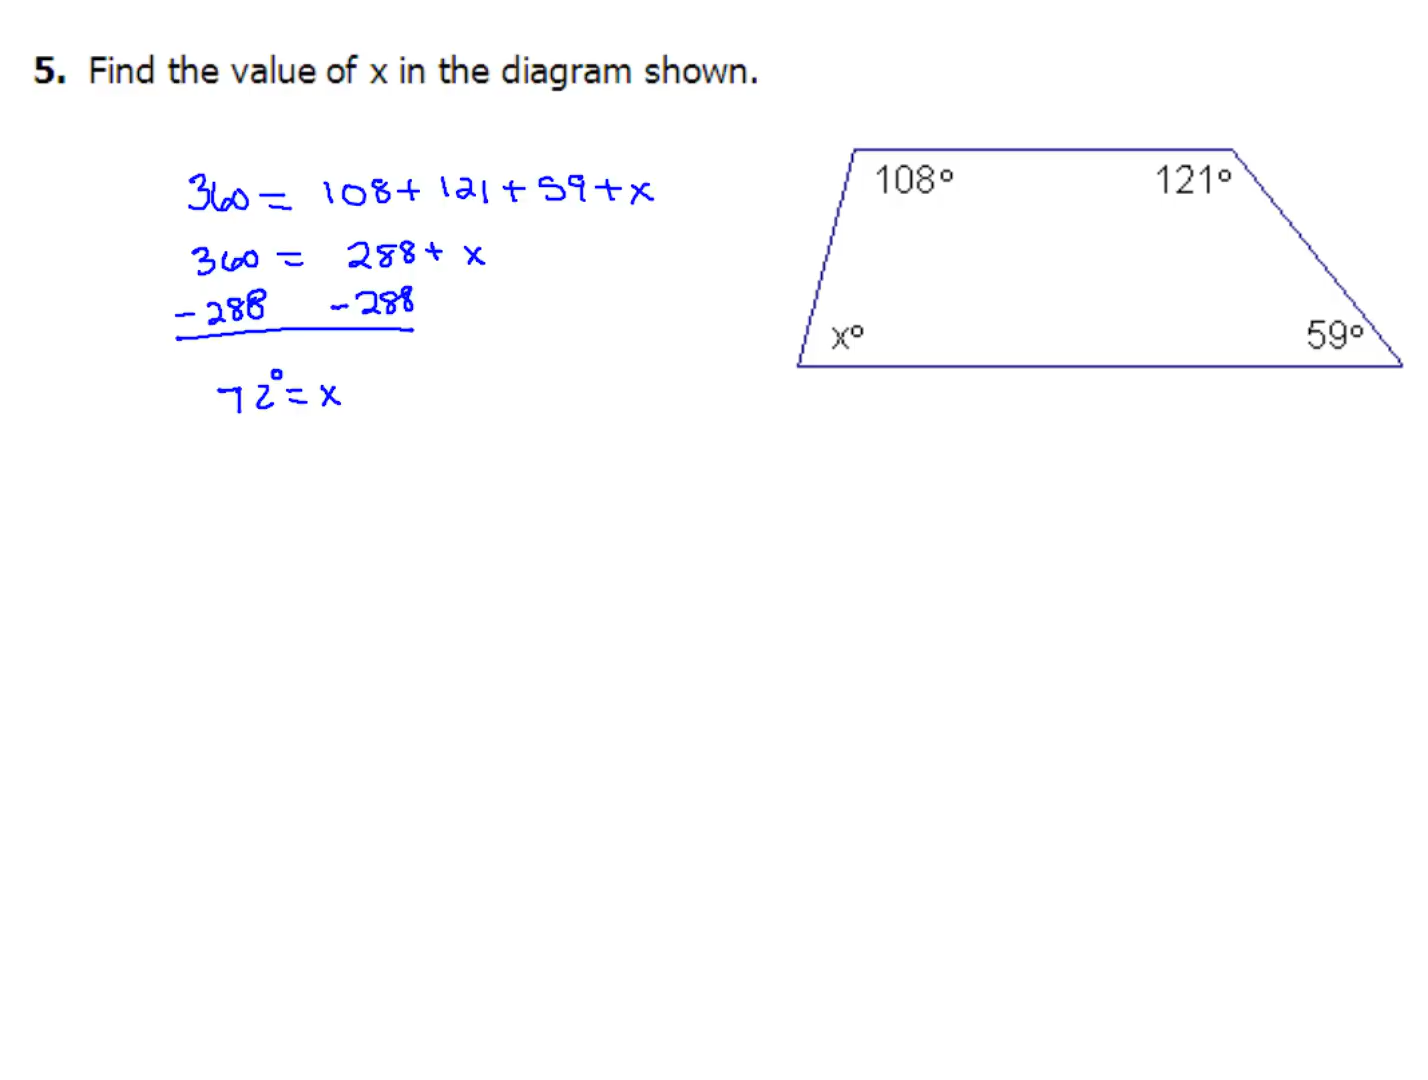 5. Find the value of x in the diagram shown.
360 = 108 + 121 + 59 + x
360 = 288 + x
- 288 - 288
72° = x
108° 121°
x° 59°